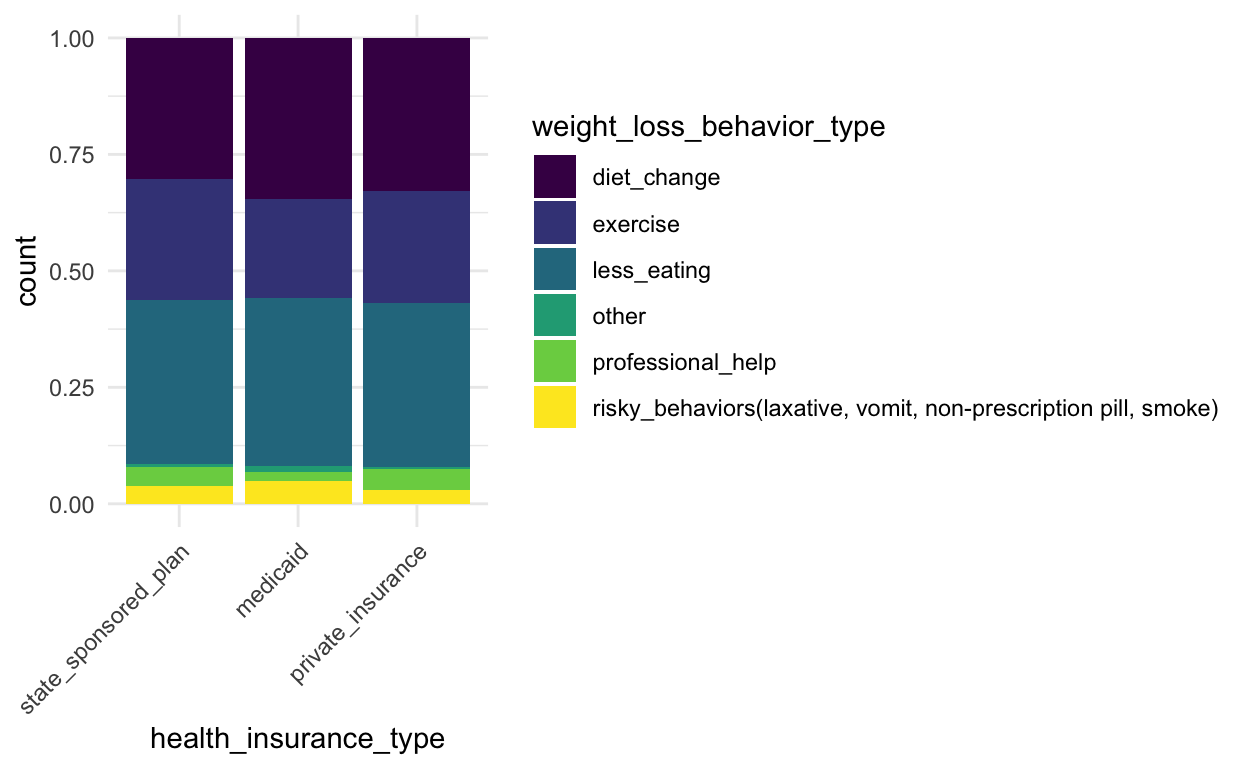 1.00
0.75
0.50
0.25
0.00
count
state_sponsored_plan
medicaid
private_insurance
health_insurance_type
weight_loss_behavior_type
diet_change
exercise
less_eating
other
professional_help
risky_behaviors(laxative, vomit, non-prescription pill, smoke)